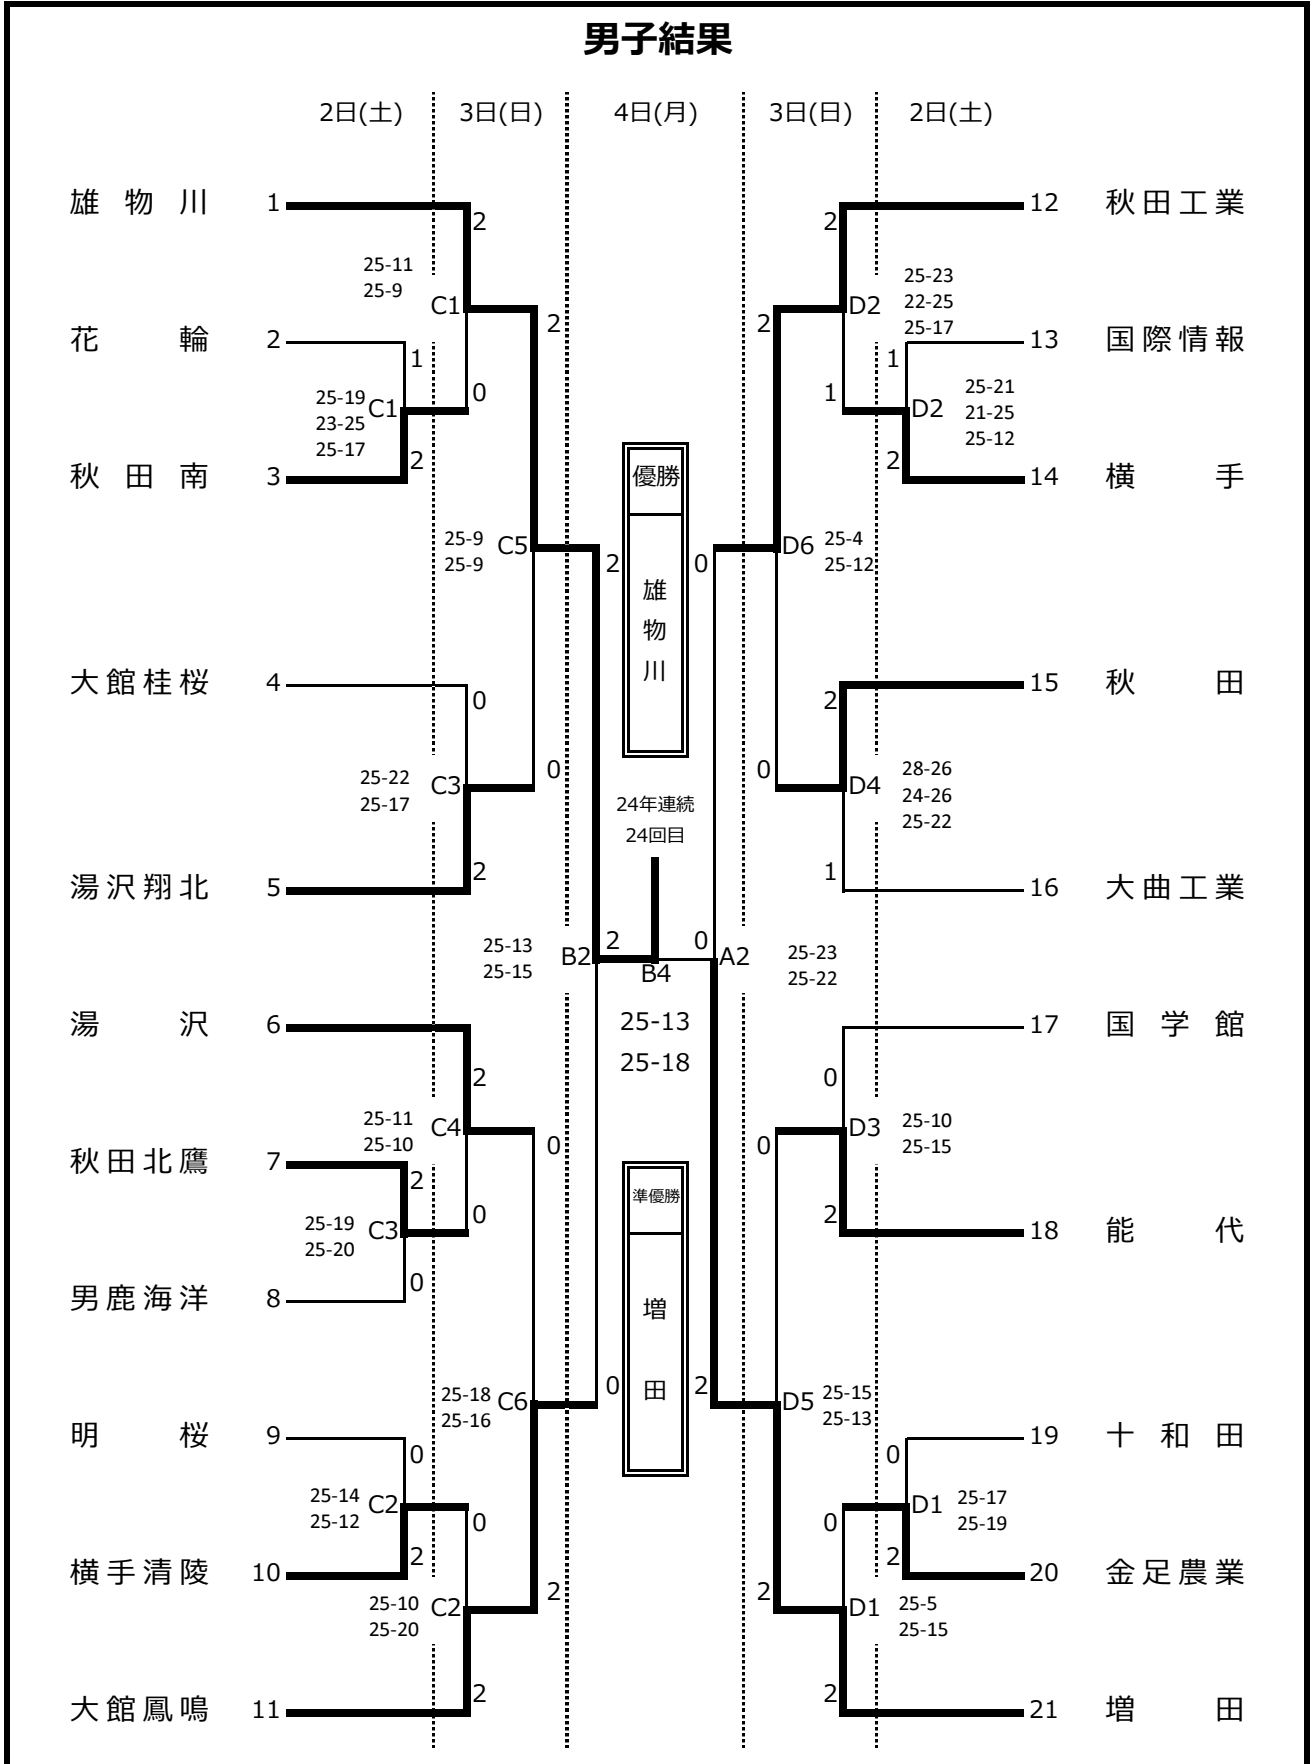 男子結果
2日(土) 3日(日) 4日(月) 3日(日) 2日(土)
雄物川 1
2
25-11
25-9
C1
花輪 2
1
25-19
23-25
25-17
C1
0
2
秋田南 3
2
25-9
25-9
C5
2
大館桂桜 4
0
25-22
25-17
C3
0
湯沢翔北 5
2
25-13
25-15
B2
湯沢 6
2
25-11
25-10
C4
0
秋田北鷹 7
2
25-19
25-20
C3
0
0
男鹿海洋 8
25-18
25-16
C6
0
明桜 9
0
25-14
25-12
C2
0
横手清陵 10
2
25-10
25-20
C2
2
大館鳳鳴 11
2
優勝
雄物川
24年連続
24回目
2
0
B4
25-13
25-18
準優勝
増田
12 秋田工業
2
D2
25-23
22-25
25-17
2
13 国際情報
1
1
D2
25-21
21-25
25-12
2
14 横手
0
D6
25-4
25-12
15 秋田
2
0
D4
28-26
24-26
25-22
1
16 大曲工業
A2
25-23
25-22
17 国学館
0
0
D3
25-10
25-15
2
18 能代
2
D5
25-15
25-13
19 十和田
0
0
D1
25-17
25-19
2
20 金足農業
2
D1
25-5
25-15
2
21 増田